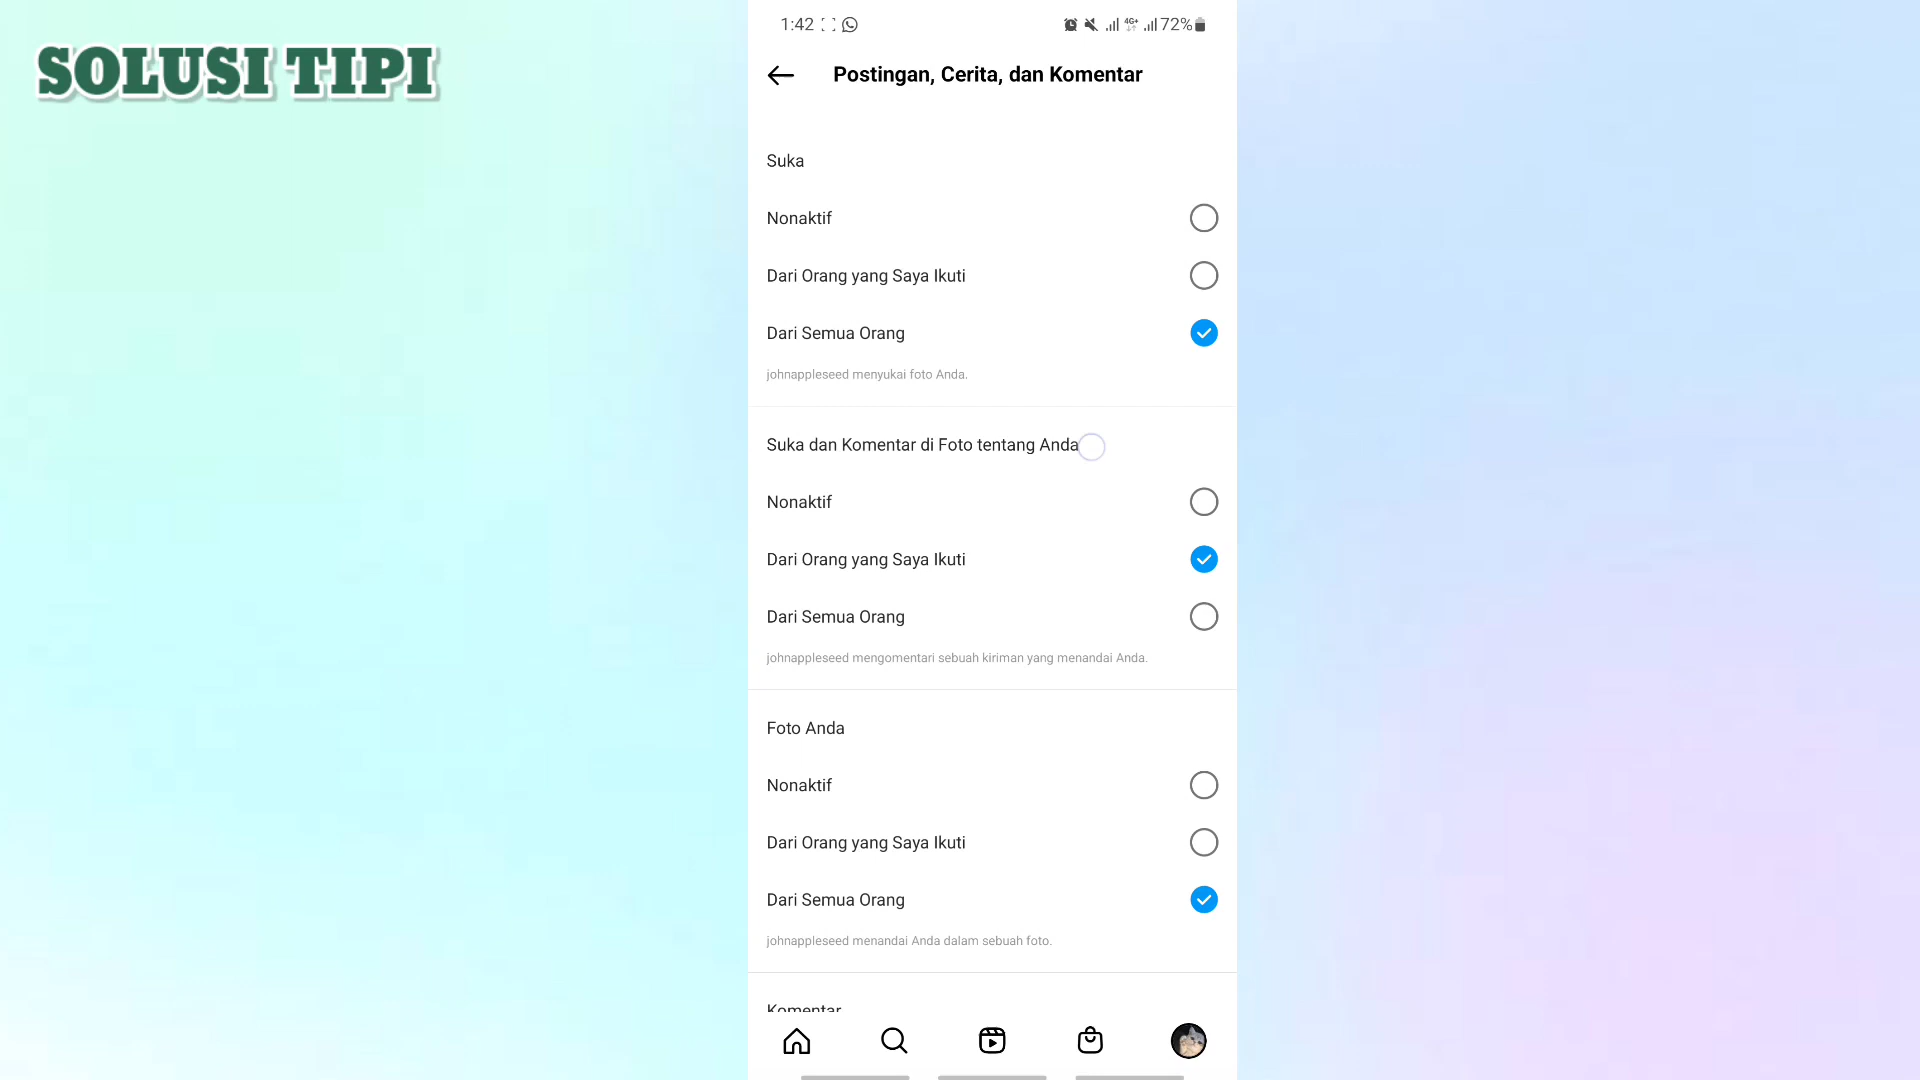 SOLUSI TIPI
1:42
4G+
72%
Postingan, Cerita, dan Komentar
Suka
Nonaktif
Dari Orang yang Saya Ikuti
Dari Semua Orang
johnappleseed menyukai foto Anda.
Suka dan Komentar di Foto tentang Anda
Nonaktif
Dari Orang yang Saya Ikuti
Dari Semua Orang
johnappleseed mengomentari sebuah kiriman yang menandai Anda.
Foto Anda
Nonaktif
Dari Orang yang Saya Ikuti
Dari Semua Orang
johnappleseed menandai Anda dalam sebuah foto.
Komentar